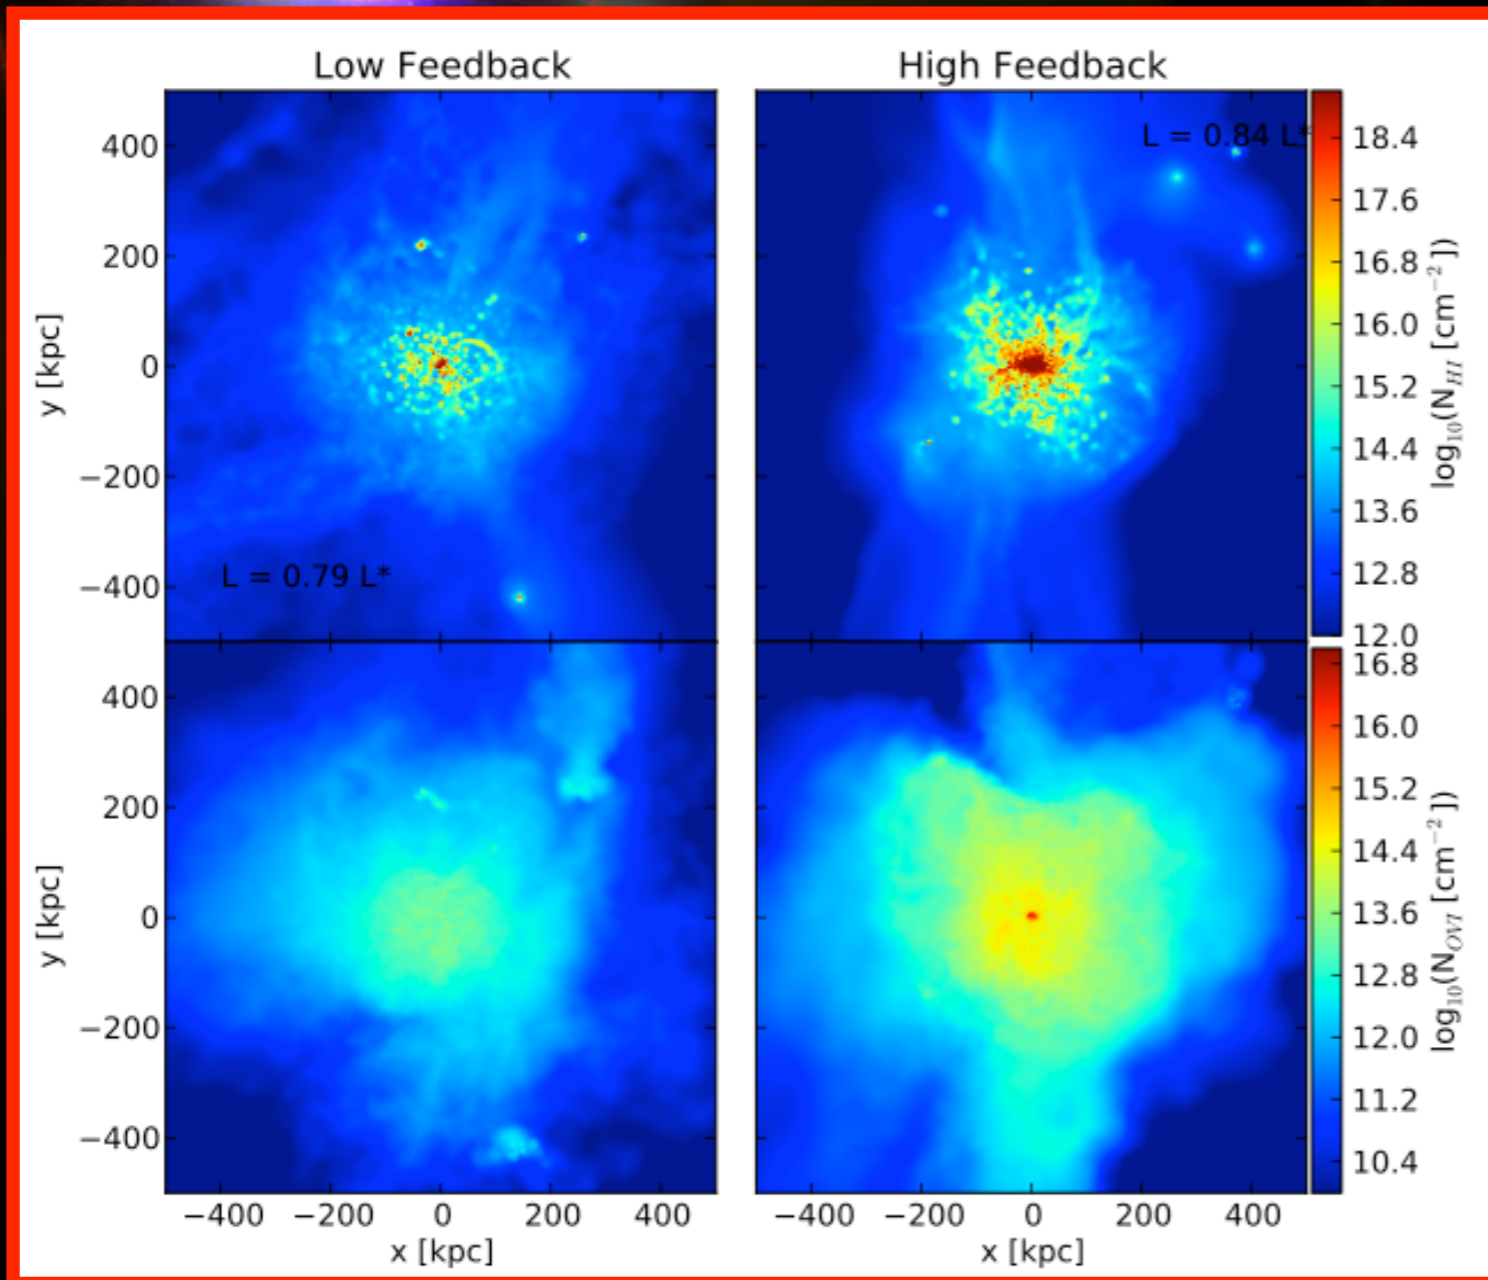 Low Feedback
High Feedback
400
200
0
−200
−400
y [kpc]
L = 0.79 L*
L = 0.84 L*
18.4
17.6
16.8
16.0
15.2
14.4
13.6
12.8
12.0
log₁₀(N_HI [cm⁻²])
400
200
0
−200
−400
y [kpc]
16.8
16.0
15.2
14.4
13.6
12.8
12.0
11.2
10.4
log₁₀(N_OVI [cm⁻²])
−400 −200 0 200 400
x [kpc]
−400 −200 0 200 400
x [kpc]